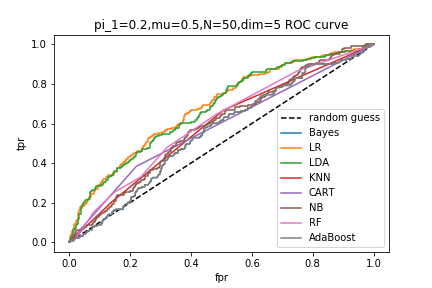 pi_1=0.2,mu=0.5,N=50,dim=5 ROC curve
tpr
1.0
0.8
0.6
0.4
0.2
0.0
random guess
Bayes
LR
LDA
KNN
CART
NB
RF
AdaBoost
0.0 0.2 0.4 0.6 0.8 1.0
fpr